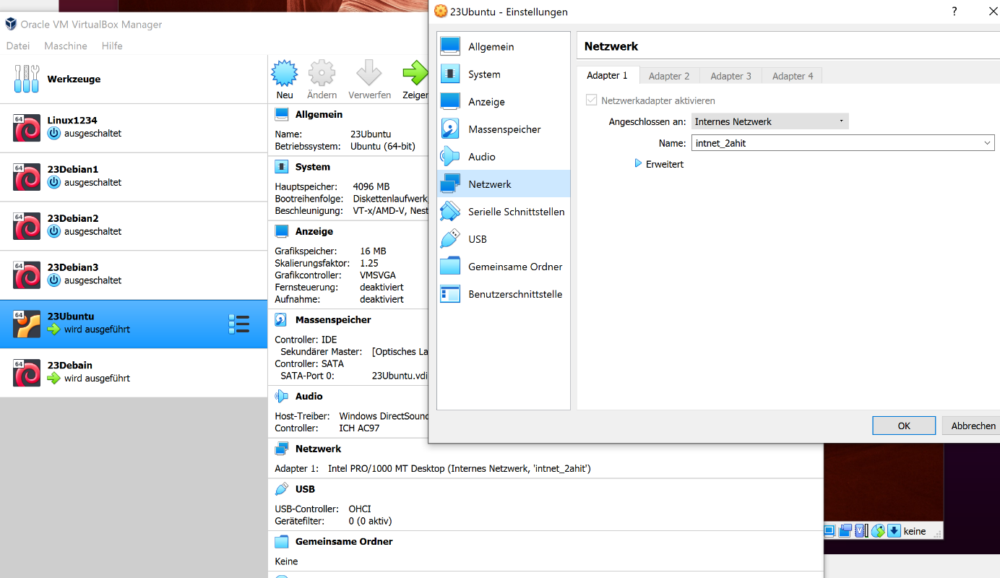 Oracle VM VirtualBox Manager
Datei Maschine Hilfe
Werkzeuge
64
Linux1234
ausgeschaltet
64
23Debian1
ausgeschaltet
64
23Debian2
ausgeschaltet
64
23Debian3
ausgeschaltet
64
23Ubuntu
wird ausgeführt
64
23Debain
wird ausgeführt
Neu Ändern Verwerfen Zeigen
Allgemein
Name: 23Ubuntu
Betriebssystem: Ubuntu (64-bit)
System
Hauptspeicher: 4096 MB
Bootreihenfolge: Diskettenlaufwerk,
Beschleunigung: VT-x/AMD-V, Nest
Anzeige
Grafikspeicher: 16 MB
Skalierungsfaktor: 1.25
Grafikcontroller: VMSVGA
Fernsteuerung: deaktiviert
Aufnahme: deaktiviert
Massenspeicher
Controller: IDE
Sekundärer Master: [Optisches La
Controller: SATA
SATA-Port 0: 23Ubuntu.vdi
Audio
Host-Treiber: Windows DirectSound
Controller: ICH AC97
Netzwerk
Adapter 1: Intel PRO/1000 MT Desktop (Internes Netzwerk, 'intnet_2ahit')
USB
USB-Controller: OHCI
Gerätefilter: 0 (0 aktiv)
Gemeinsame Ordner
Keine
23Ubuntu - Einstellungen
?
Allgemein
System
Anzeige
Massenspeicher
Audio
Netzwerk
Serielle Schnittstellen
USB
Gemeinsame Ordner
Benutzerschnittstelle
Netzwerk
Adapter 1 Adapter 2 Adapter 3 Adapter 4
Netzwerkadapter aktivieren
Angeschlossen an: Internes Netzwerk
Name: intnet_2ahit
Erweitert
OK Abbrechen
keine